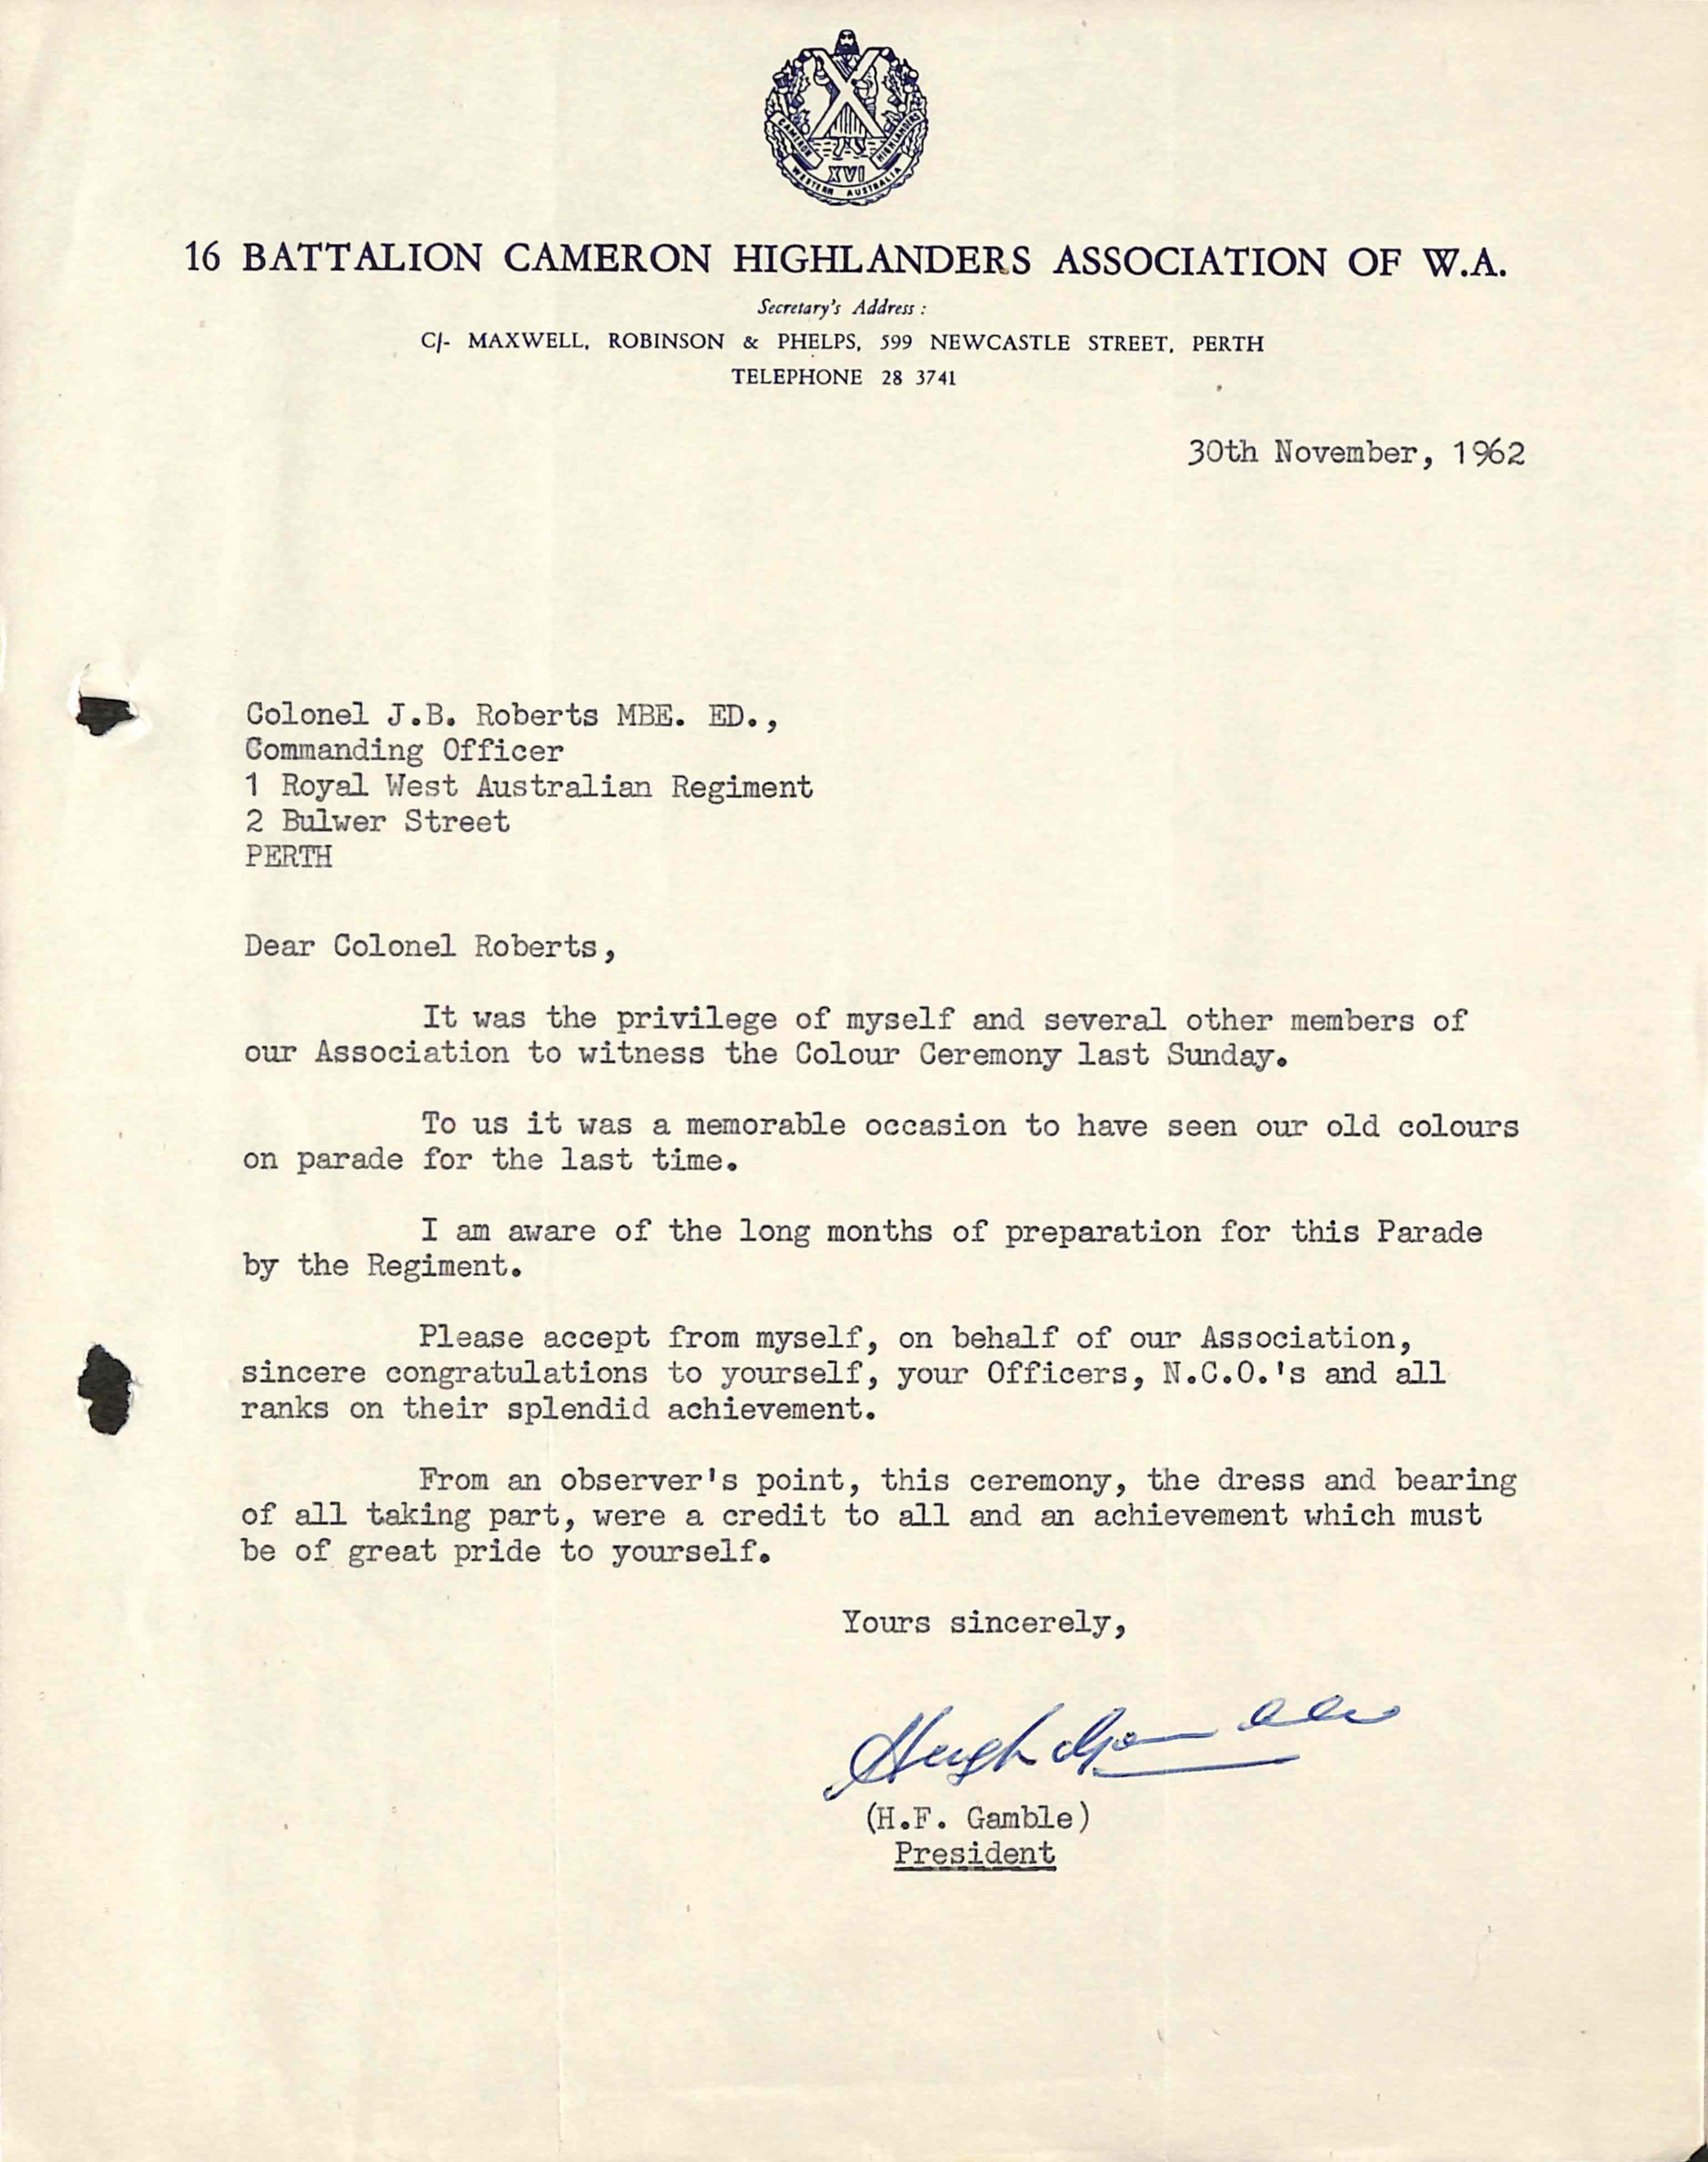 CAMERON HIGHLANDERS
XVI
WESTERN AUSTRALIA
16 BATTALION CAMERON HIGHLANDERS ASSOCIATION OF W.A.
Secretary's Address :
C/- MAXWELL, ROBINSON & PHELPS, 599 NEWCASTLE STREET, PERTH
TELEPHONE 28 3741
30th November, 1962
Colonel J.B. Roberts MBE. ED.,
Commanding Officer
1 Royal West Australian Regiment
2 Bulwer Street
PERTH
Dear Colonel Roberts,
It was the privilege of myself and several other members of
our Association to witness the Colour Ceremony last Sunday.
To us it was a memorable occasion to have seen our old colours
on parade for the last time.
I am aware of the long months of preparation for this Parade
by the Regiment.
Please accept from myself, on behalf of our Association,
sincere congratulations to yourself, your Officers, N.C.O.'s and all
ranks on their splendid achievement.
From an observer's point, this ceremony, the dress and bearing
of all taking part, were a credit to all and an achievement which must
be of great pride to yourself.
Yours sincerely,
Hugh Gamble
(H.F. Gamble)
President